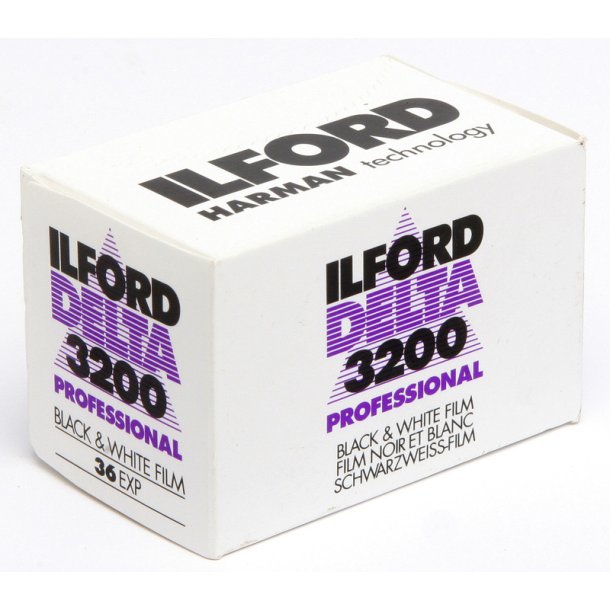 ILFORD
HARMAN technology
ILFORD
DELTA
3200
PROFESSIONAL
BLACK & WHITE FILM
36 EXP
ILFORD
DELTA
3200
PROFESSIONAL
BLACK & WHITE FILM
FILM NOIR ET BLANC
SCHWARZWEISS-FILM